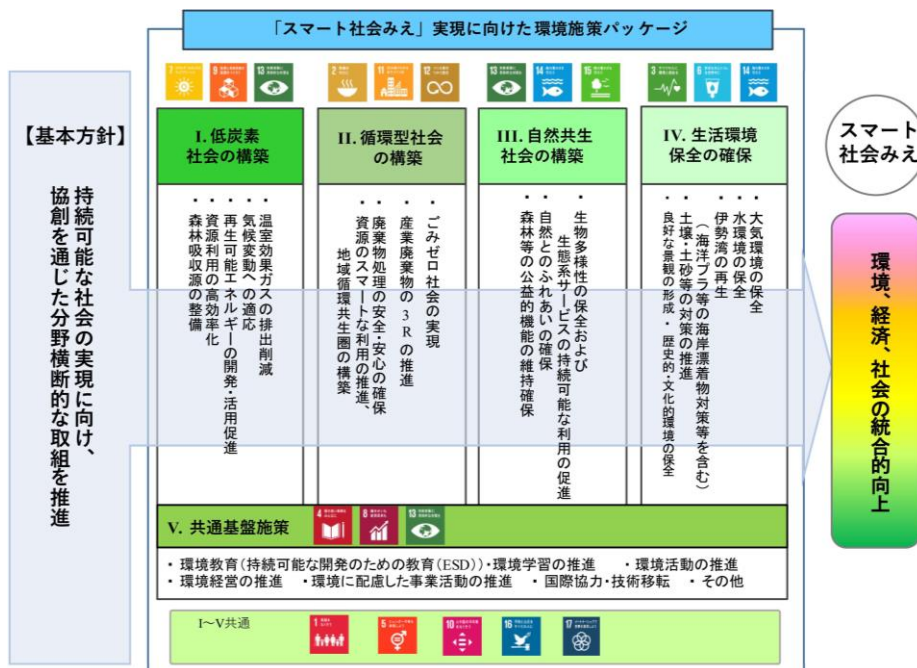 「スマート社会みえ」実現に向けた環境施策パッケージ
【基本方針】
持続可能な社会の実現に向け、
協創を通じた分野横断的な取組を推進
7
9
13
2
11
12
13
14
15
3
6
14
I. 低炭素
社会の構築
・温室効果ガスの排出削減
・気候変動への適応
・再生可能エネルギーの開発・活用促進
・資源利用の高効率化
・森林吸収源の整備
II. 循環型社会
の構築
・ごみゼロ社会の実現
・産業廃棄物の３Ｒの推進
・廃棄物処理の安全・安心の確保
・資源のスマートな利用の推進、
地域循環共生圏の構築
III. 自然共生
社会の構築
・生物多様性の保全および
生態系サービスの持続可能な利用の促進
・自然とのふれあいの確保
・森林等の公益的機能の維持確保
IV. 生活環境
保全の確保
・大気環境の保全
・水環境の保全
・伊勢湾の再生
（海洋プラ等の海岸漂着物対策等を含む）
・土壌・土砂等の対策の推進
・良好な景観の形成・歴史的・文化的環境の保全
V. 共通基盤施策
4
8
13
・環境教育(持続可能な開発のための教育(ESD))・環境学習の推進 ・環境活動の推進
・環境経営の推進 ・環境に配慮した事業活動の推進 ・国際協力・技術移転 ・その他
I～V共通
1
5
10
16
17
スマート
社会みえ
環境、経済、社会の統合的向上